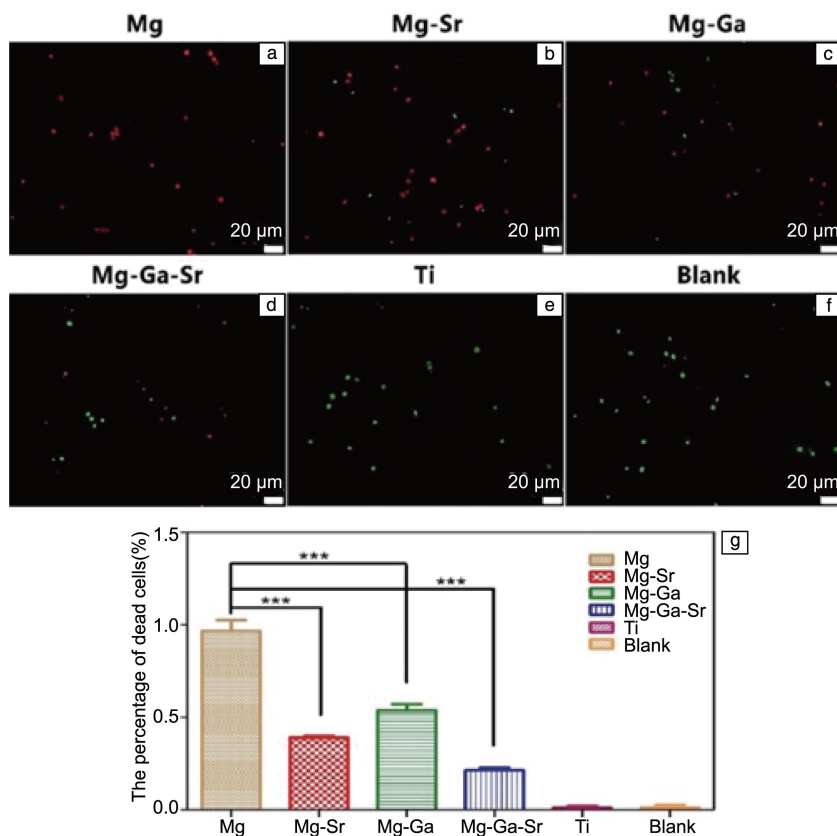 Mg
Mg-Sr
Mg-Ga
a
b
c
20 μm
20 μm
20 μm
Mg-Ga-Sr
Ti
Blank
d
e
f
20 μm
20 μm
20 μm
g
The percentage of dead cells(%)
1.5
1.0
0.5
0.0
***
***
***
Mg
Mg-Sr
Mg-Ga
Mg-Ga-Sr
Ti
Blank
Mg
Mg-Sr
Mg-Ga
Mg-Ga-Sr
Ti
Blank